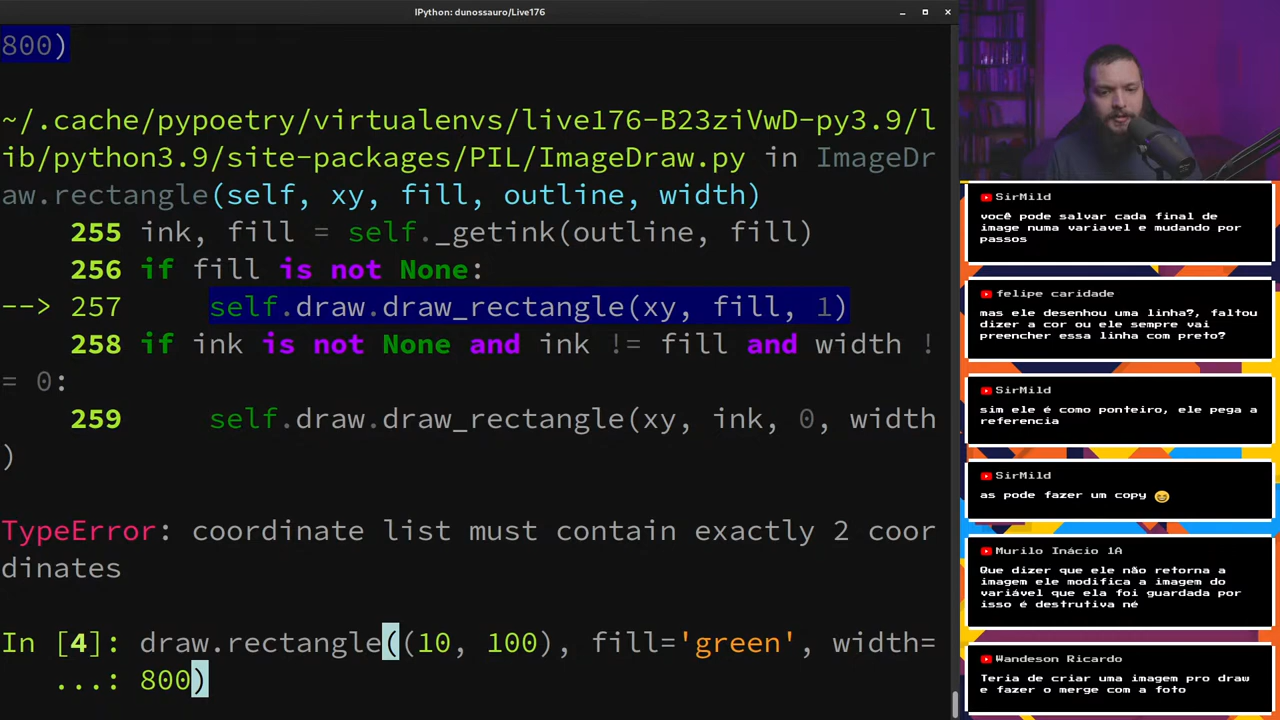 IPython: dunossauro/Live176
800)
~/.cache/pypoetry/virtualenvs/live176-B23ziVwD-py3.9/l
ib/python3.9/site-packages/PIL/ImageDraw.py in ImageDr
aw.rectangle(self, xy, fill, outline, width)
255 ink, fill = self._getink(outline, fill)
256 if fill is not None:
--> 257 self.draw.draw_rectangle(xy, fill, 1)
258 if ink is not None and ink != fill and width !
= 0:
259 self.draw.draw_rectangle(xy, ink, 0, width
)
TypeError: coordinate list must contain exactly 2 coor
dinates
In [4]: draw.rectangle((10, 100), fill='green', width=
...: 800)
SirMild
você pode salvar cada final de
image numa variavel e mudando por
passos
felipe caridade
mas ele desenhou uma linha?, faltou
dizer a cor ou ele sempre vai
preencher essa linha com preto?
SirMild
sim ele é como ponteiro, ele pega a
referencia
SirMild
as pode fazer um copy 😄
Murilo Inácio 1A
Que dizer que ele não retorna a
imagem ele modifica a imagem do
variável que ela foi guardada por
isso é destrutiva né
Wandeson Ricardo
Teria de criar uma imagem pro draw
e fazer o merge com a foto